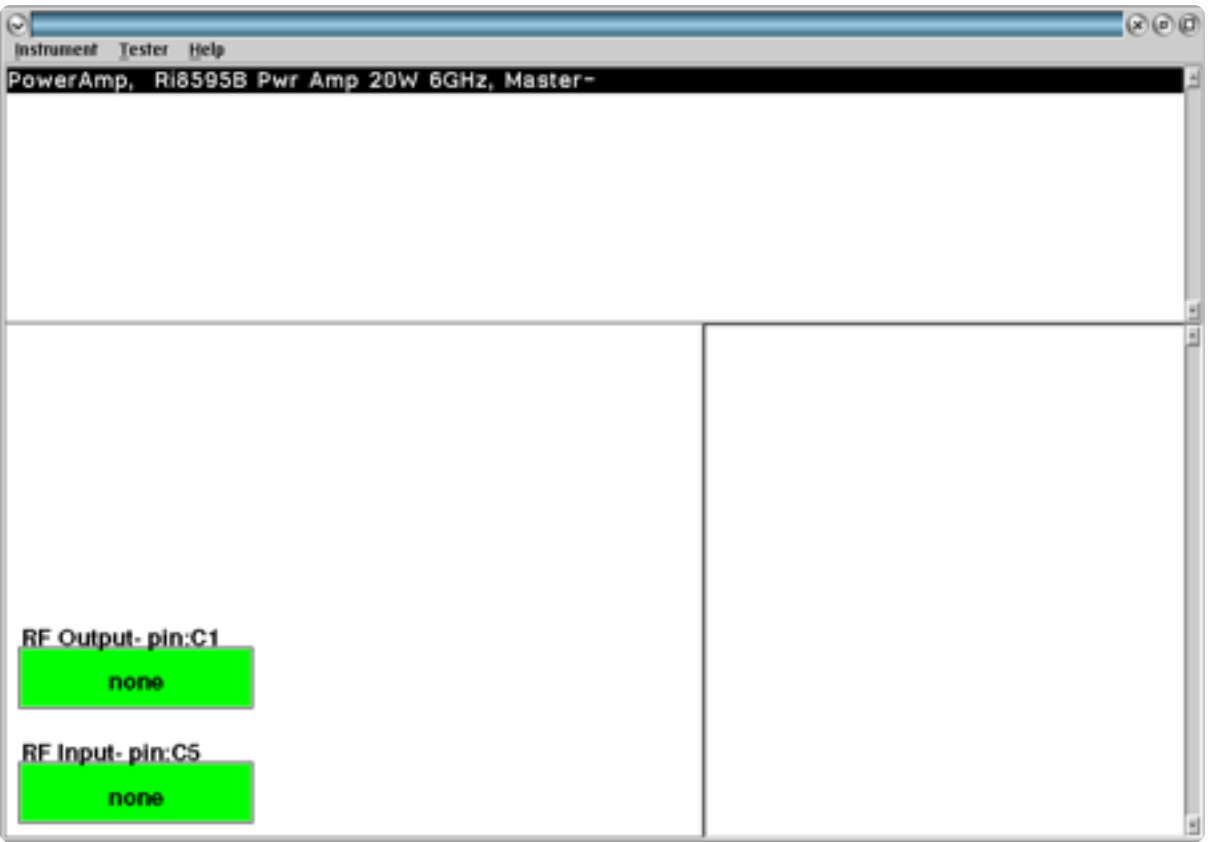 Instrument Tester Help
PowerAmp, Ri8595B Pwr Amp 20W 6GHz, Master-
RF Output- pin:C1
none
RF Input- pin:C5
none